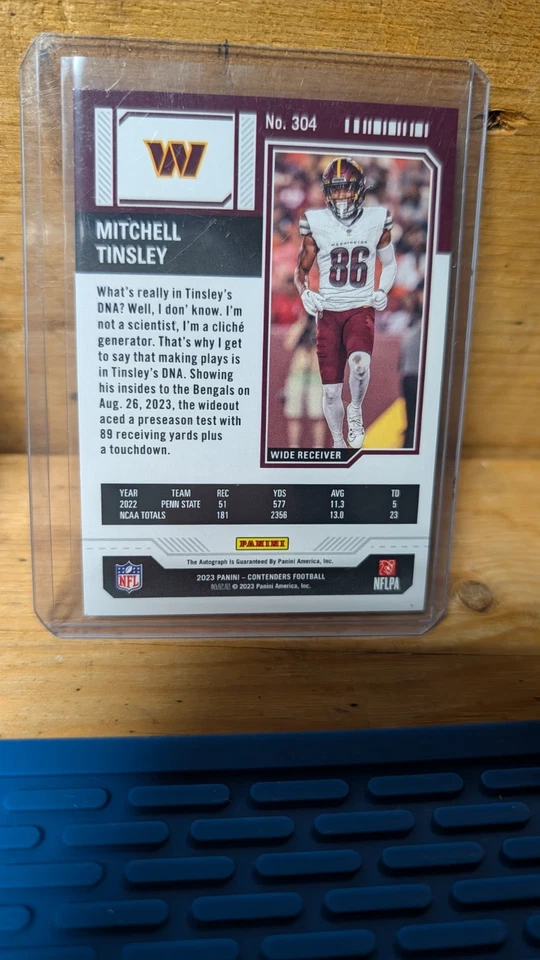 No. 304
W
MITCHELL
TINSLEY
WASHINGTON
86
What's really in Tinsley's
DNA? Well, I don' know. I'm
not a scientist, I'm a cliché
generator. That's why I get
to say that making plays is
in Tinsley's DNA. Showing
his insides to the Bengals on
Aug. 26, 2023, the wideout
aced a preseason test with
89 receiving yards plus
a touchdown.
WIDE RECEIVER
YEAR TEAM REC YDS AVG TD
2022 PENN STATE 51 577 11.3 5
NCAA TOTALS 181 2356 13.0 23
PANINI
The Autograph is Guaranteed By Panini America, Inc.
NFL
2023 PANINI – CONTENDERS FOOTBALL
© 2023 Panini America, Inc.
NFLPA